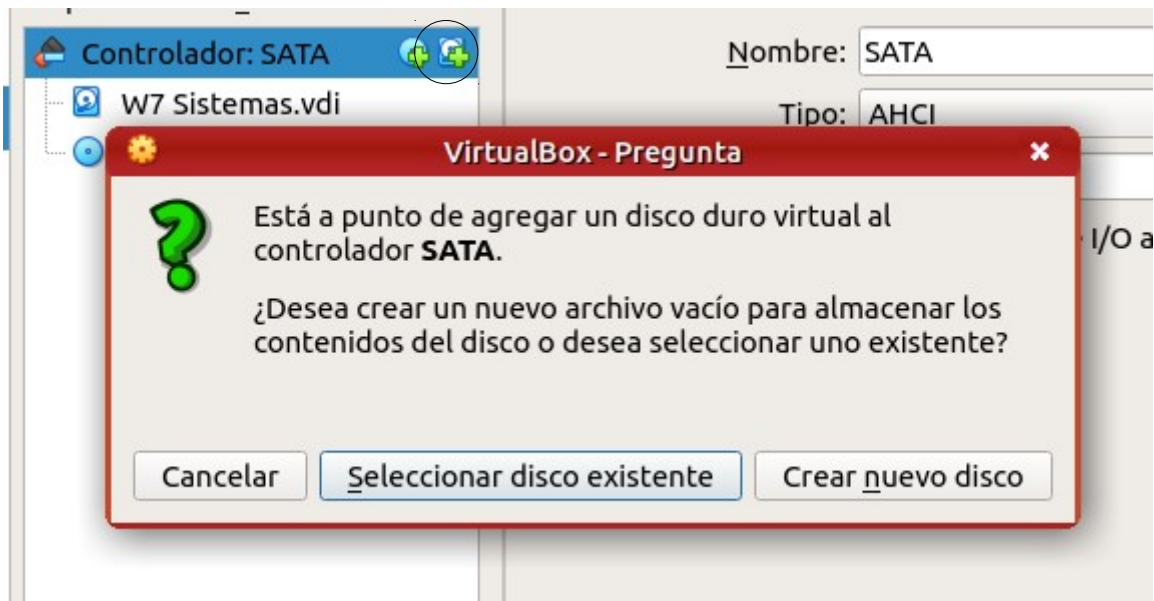 Controlador: SATA
Nombre: SATA
W7 Sistemas.vdi
Tipo: AHCI
VirtualBox - Pregunta
Está a punto de agregar un disco duro virtual al
controlador SATA.
I/O a
¿Desea crear un nuevo archivo vacío para almacenar los
contenidos del disco o desea seleccionar uno existente?
Cancelar
Seleccionar disco existente
Crear nuevo disco